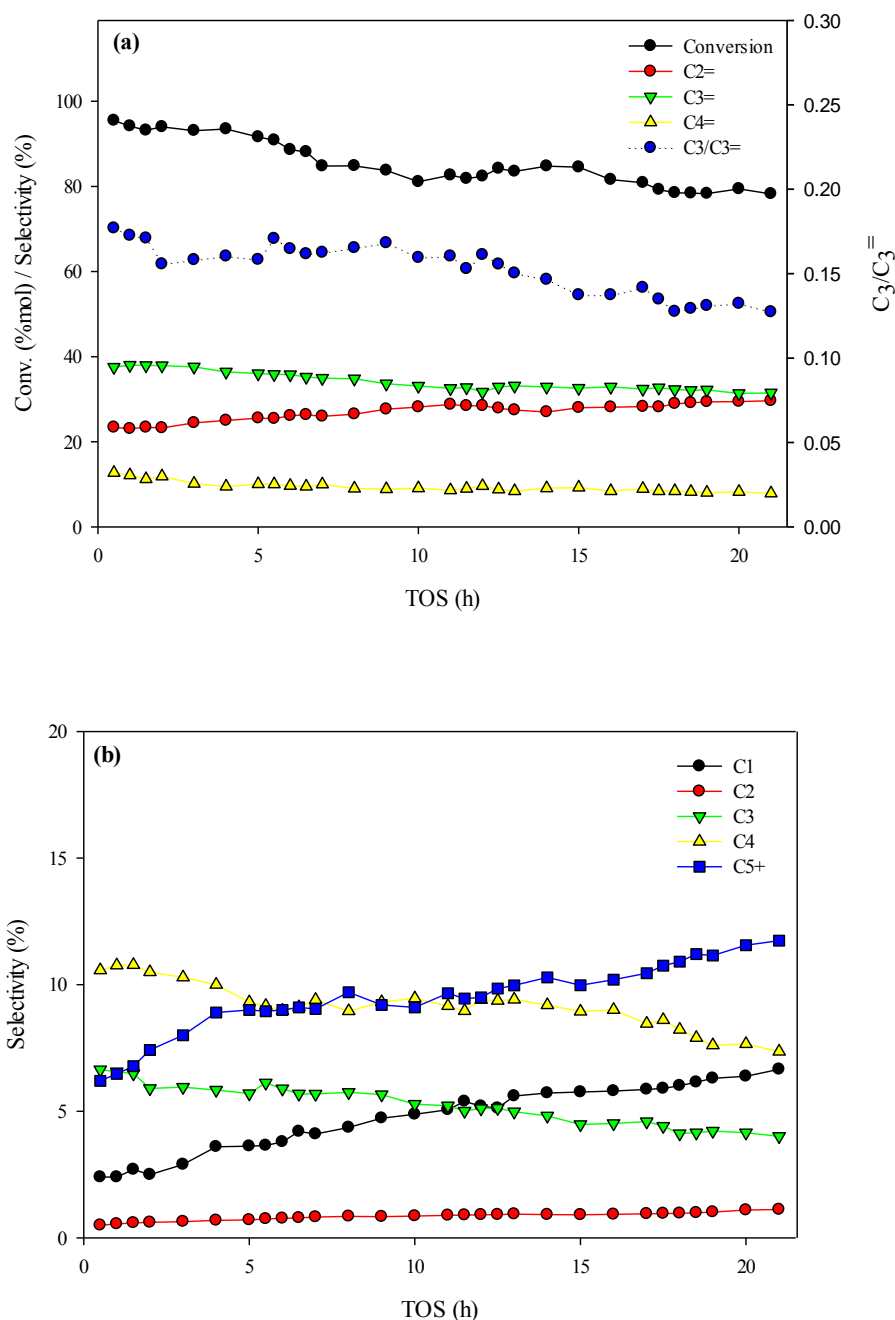 (a)
Conversion
C2=
C3=
C4=
C3/C3=
Conv. (%mol) / Selectivity (%)
100
80
60
40
20
0
0.30
0.25
0.20
0.15
0.10
0.05
0.00
C3/C3=
0 5 10 15 20
TOS (h)
(b)
C1
C2
C3
C4
C5+
Selectivity (%)
20
15
10
5
0
0 5 10 15 20
TOS (h)